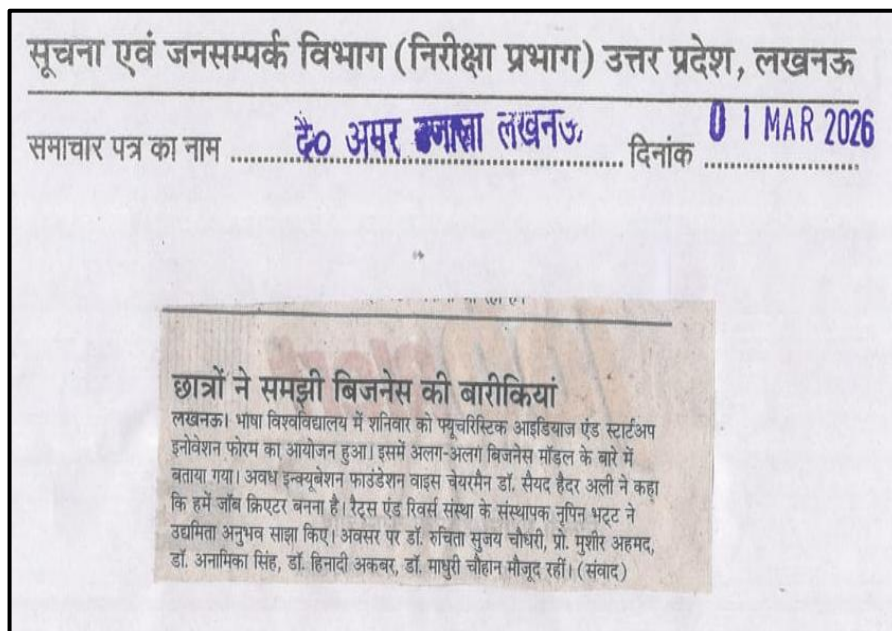 सूचना एवं जनसम्पर्क विभाग (निरीक्षा प्रभाग) उत्तर प्रदेश, लखनऊ
समाचार पत्र का नाम दै० अमर उजाला लखनऊ दिनांक 01 MAR 2026
छात्रों ने समझी बिजनेस की बारीकियां
लखनऊ। भाषा विश्वविद्यालय में शनिवार को फ्यूचरिस्टिक आइडियाज एंड स्टार्टअप
इनोवेशन फोरम का आयोजन हुआ। इसमें अलग-अलग बिजनेस मॉडल के बारे में
बताया गया। अवध इन्क्यूबेशन फाउंडेशन वाइस चेयरमैन डॉ. सैयद हैदर अली ने कहा
कि हमें जॉब क्रिएटर बनना है। रैट्स एंड रिवर्स संस्था के संस्थापक नृपिन भट्ट ने
उद्यमिता अनुभव साझा किए। अवसर पर डॉ. रुचिता सुजय चौधरी, प्रो. मुशीर अहमद,
डॉ. अनामिका सिंह, डॉ. हिनादी अकबर, डॉ. माधुरी चौहान मौजूद रहीं। (संवाद)